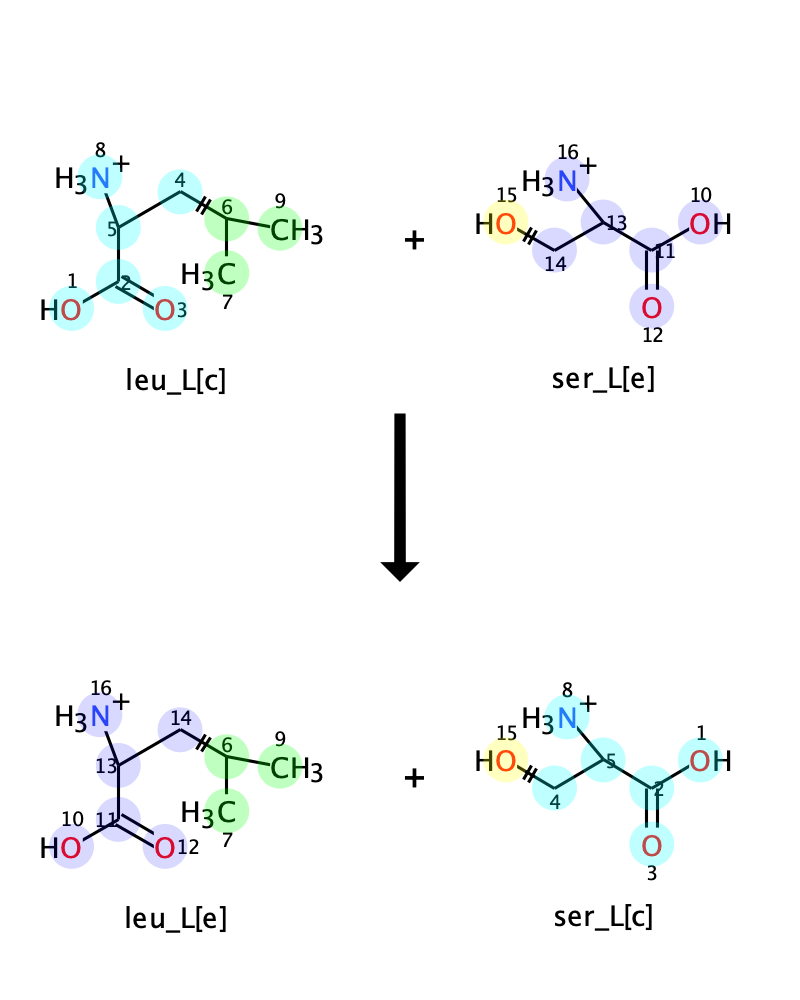 8 16
H3N+ 4 H3N+
6 9 15 10
5 CH3 HO 13 OH
+
1 2 H3C 14 11
HO O3 7 O
12
leu_L[c] ser_L[e]
16 8
H3N+ 14 H3N+
6 9 15 1
13 CH3 HO 5 OH
+
10 11 H3C 4 2
HO O12 7 O
3
leu_L[e] ser_L[c]